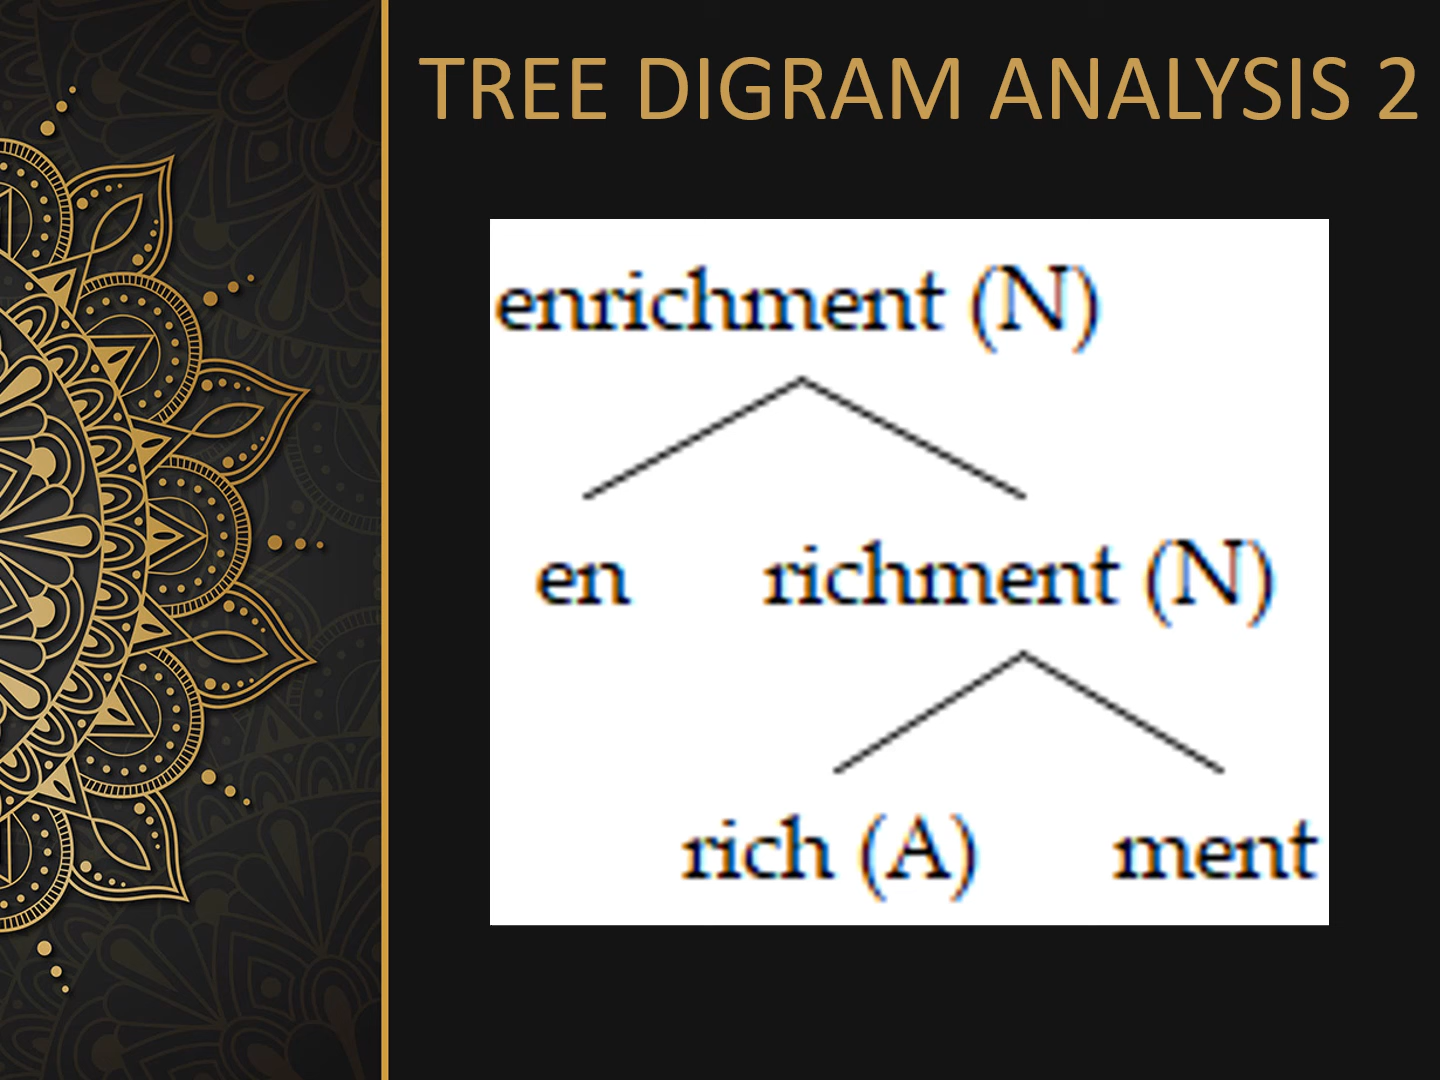 TREE DIGRAM ANALYSIS 2
enrichment (N)
en richment (N)
rich (A) ment